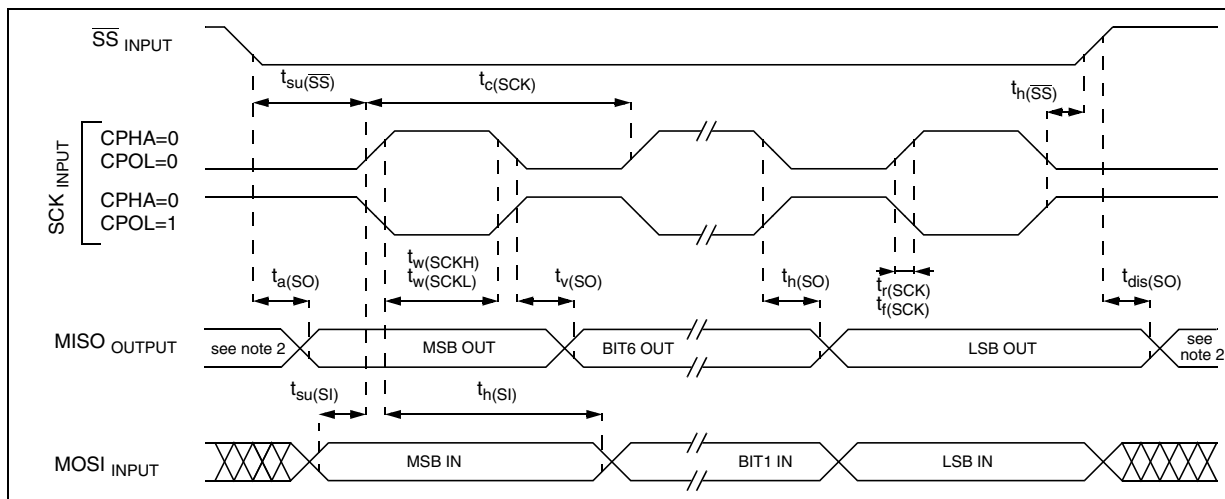 SS INPUT
tsu(SS)
tc(SCK)
th(SS)
SCK INPUT
CPHA=0
CPOL=0
CPHA=0
CPOL=1
ta(SO)
tw(SCKH)
tw(SCKL)
tv(SO)
th(SO)
tr(SCK)
tf(SCK)
tdis(SO)
MISO OUTPUT
see note 2
MSB OUT
BIT6 OUT
LSB OUT
see
note 2
tsu(SI)
th(SI)
MOSI INPUT
MSB IN
BIT1 IN
LSB IN